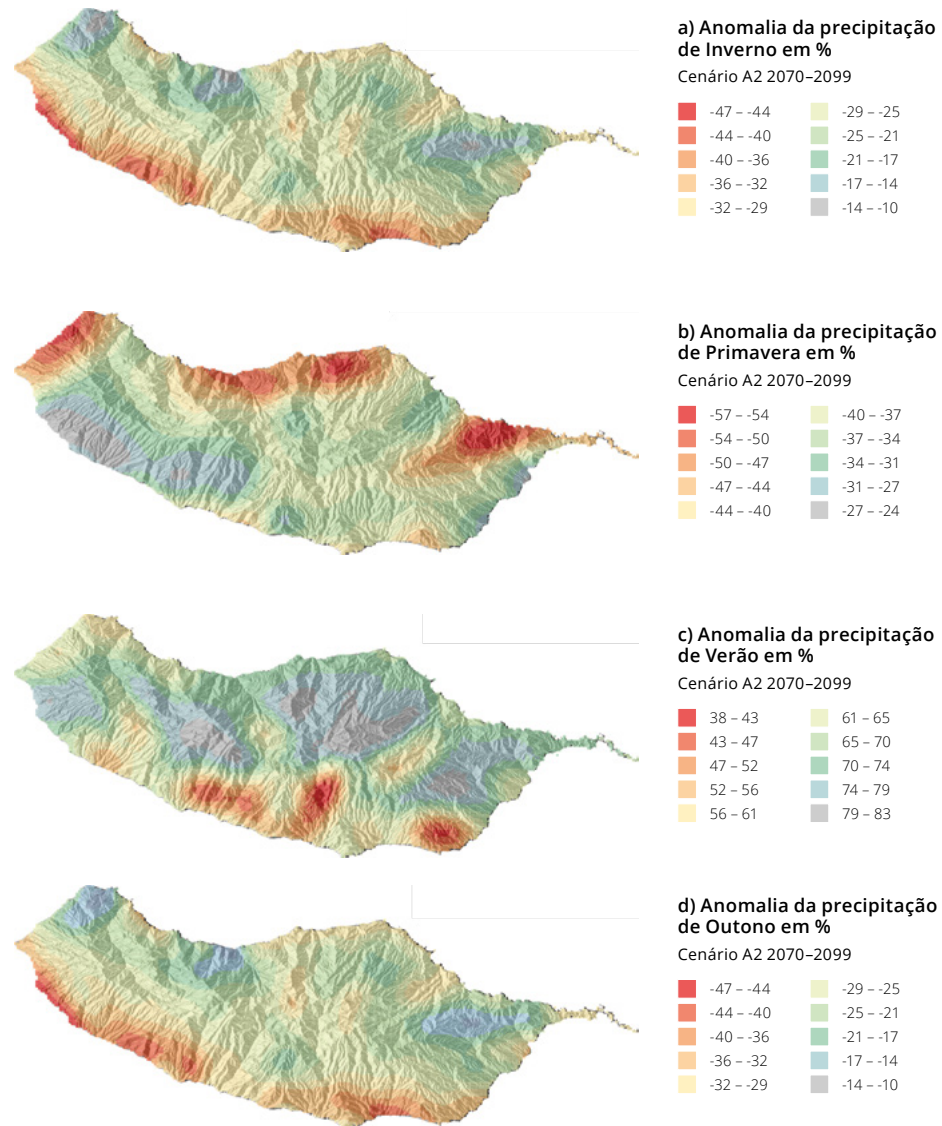 a) Anomalia da precipitação
de Inverno em %
Cenário A2 2070–2099
-47 – -44
-44 – -40
-40 – -36
-36 – -32
-32 – -29
-29 – -25
-25 – -21
-21 – -17
-17 – -14
-14 – -10
b) Anomalia da precipitação
de Primavera em %
Cenário A2 2070–2099
-57 – -54
-54 – -50
-50 – -47
-47 – -44
-44 – -40
-40 – -37
-37 – -34
-34 – -31
-31 – -27
-27 – -24
c) Anomalia da precipitação
de Verão em %
Cenário A2 2070–2099
38 – 43
43 – 47
47 – 52
52 – 56
56 – 61
61 – 65
65 – 70
70 – 74
74 – 79
79 – 83
d) Anomalia da precipitação
de Outono em %
Cenário A2 2070–2099
-47 – -44
-44 – -40
-40 – -36
-36 – -32
-32 – -29
-29 – -25
-25 – -21
-21 – -17
-17 – -14
-14 – -10